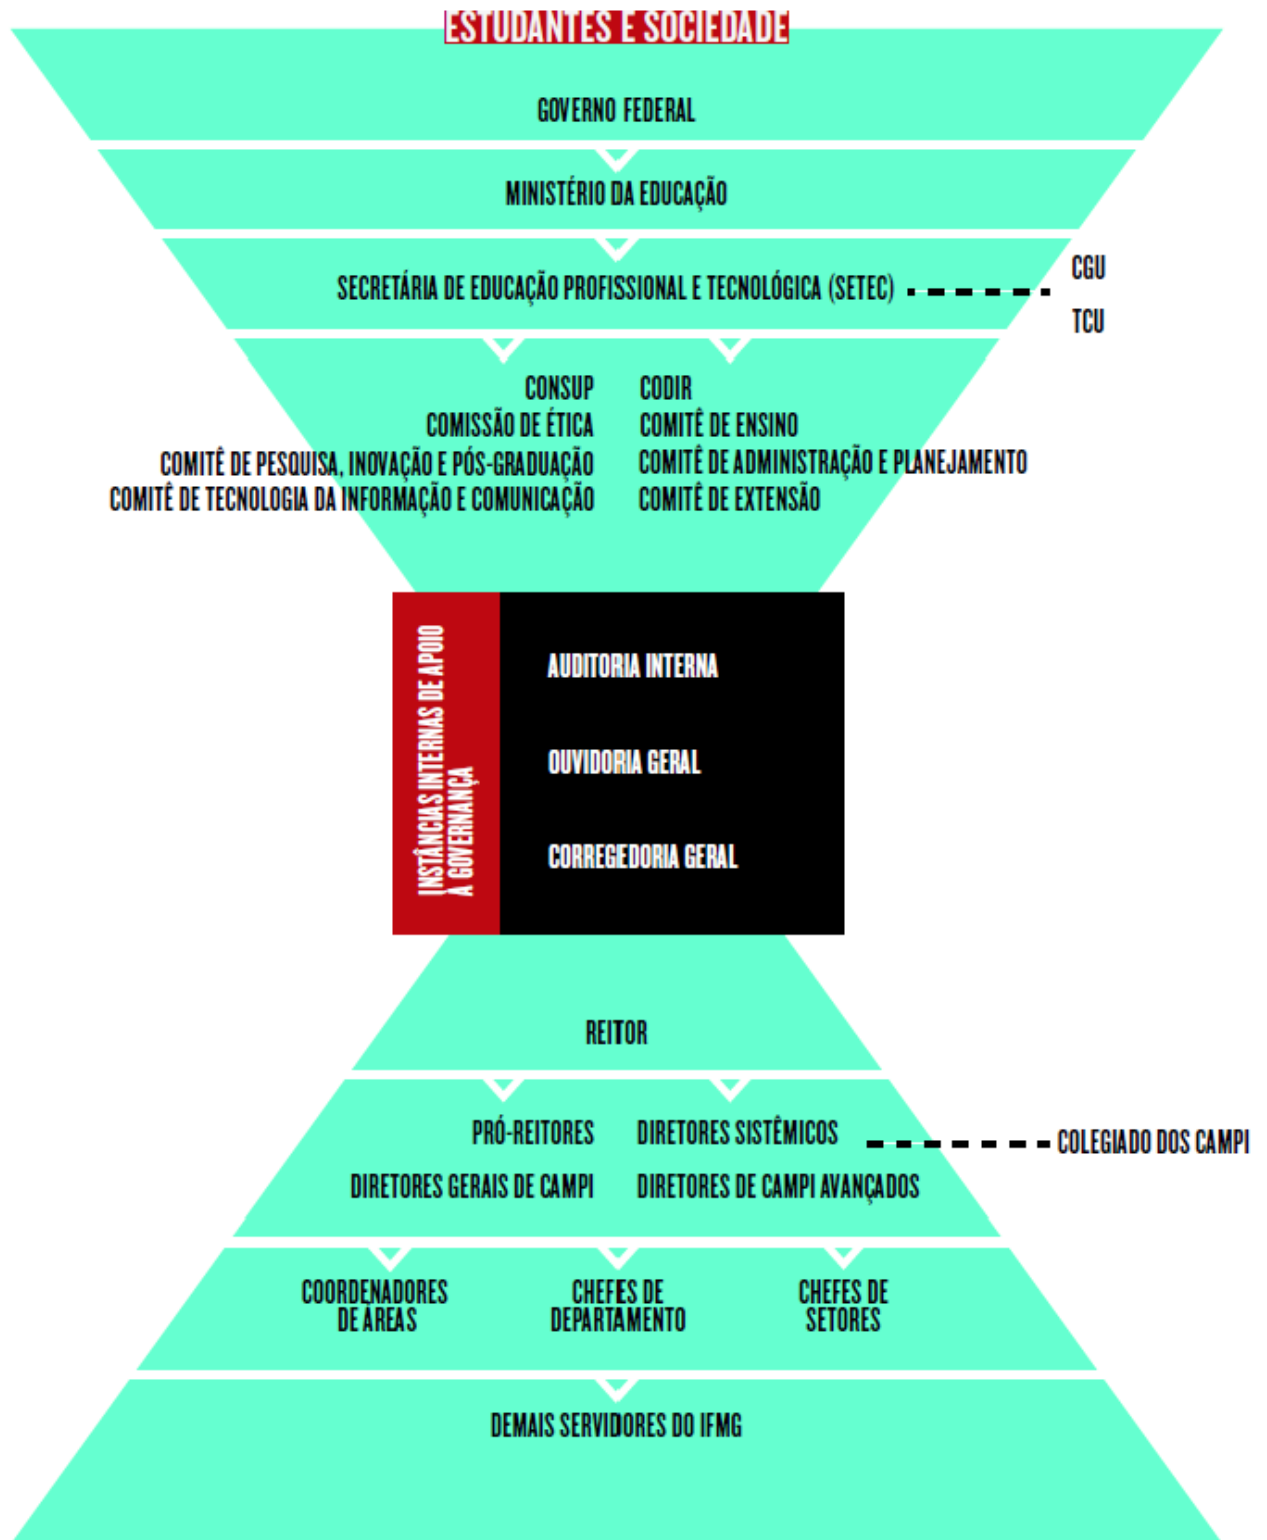 ESTUDANTES E SOCIEDADE
GOVERNO FEDERAL
MINISTÉRIO DA EDUCAÇÃO
SECRETÁRIA DE EDUCAÇÃO PROFISSIONAL E TECNOLÓGICA (SETEC)
CGU
TCU
CONSUP
COMISSÃO DE ÉTICA
COMITÊ DE PESQUISA, INOVAÇÃO E PÓS-GRADUAÇÃO
COMITÊ DE TECNOLOGIA DA INFORMAÇÃO E COMUNICAÇÃO
CODIR
COMITÊ DE ENSINO
COMITÊ DE ADMINISTRAÇÃO E PLANEJAMENTO
COMITÊ DE EXTENSÃO
INSTÂNCIAS INTERNAS DE APOIO
A GOVERNANÇA
AUDITORIA INTERNA
OUVIDORIA GERAL
CORREGEDORIA GERAL
REITOR
PRÓ-REITORES
DIRETORES GERAIS DE CAMPI
DIRETORES SISTÊMICOS
DIRETORES DE CAMPI AVANÇADOS
COLEGIADO DOS CAMPI
COORDENADORES
DE ÁREAS
CHEFES DE
DEPARTAMENTO
CHEFES DE
SETORES
DEMAIS SERVIDORES DO IFMG